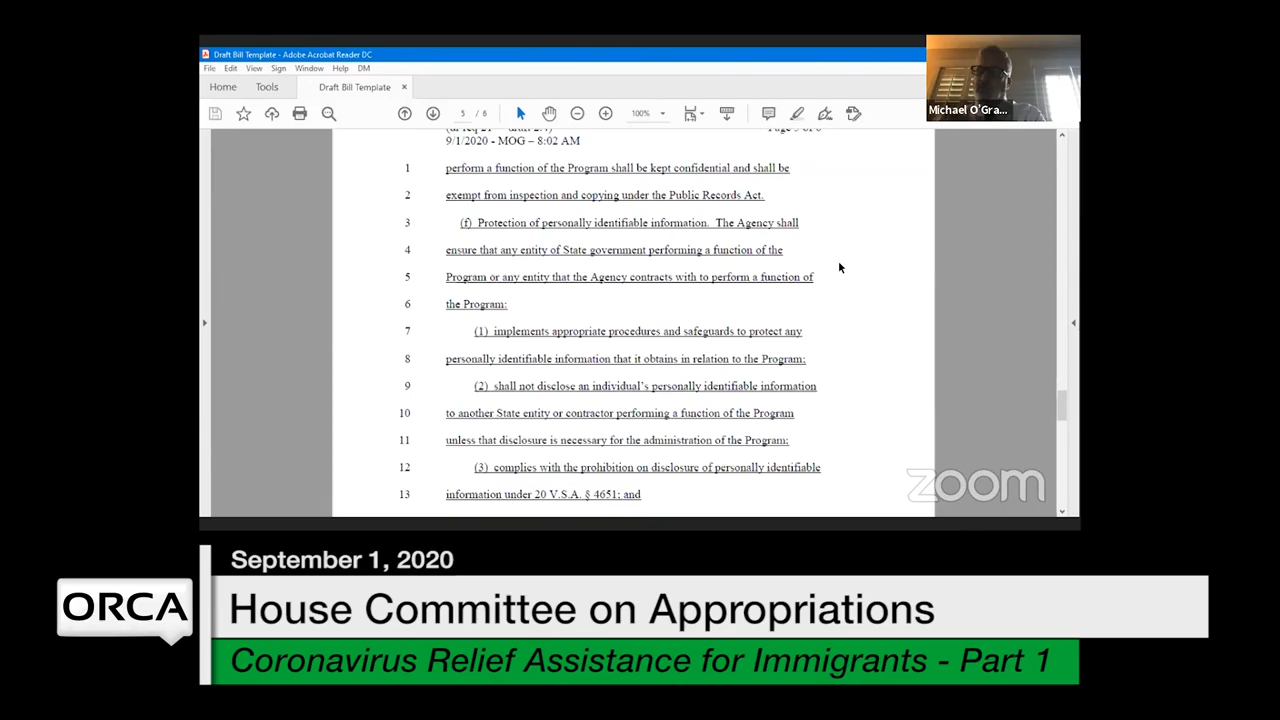 Draft Bill Template - Adobe Acrobat Reader DC
File Edit View Sign Window Help DM
Home Tools Draft Bill Template ×
5 / 6 100%
Michael O'Gra...
9/1/2020 - MOG – 8:02 AM
1 perform a function of the Program shall be kept confidential and shall be
2 exempt from inspection and copying under the Public Records Act.
3 (f) Protection of personally identifiable information. The Agency shall
4 ensure that any entity of State government performing a function of the
5 Program or any entity that the Agency contracts with to perform a function of
6 the Program:
7 (1) implements appropriate procedures and safeguards to protect any
8 personally identifiable information that it obtains in relation to the Program;
9 (2) shall not disclose an individual's personally identifiable information
10 to another State entity or contractor performing a function of the Program
11 unless that disclosure is necessary for the administration of the Program;
12 (3) complies with the prohibition on disclosure of personally identifiable
13 information under 20 V.S.A. § 4651; and
zoom
September 1, 2020
ORCA
House Committee on Appropriations
Coronavirus Relief Assistance for Immigrants - Part 1